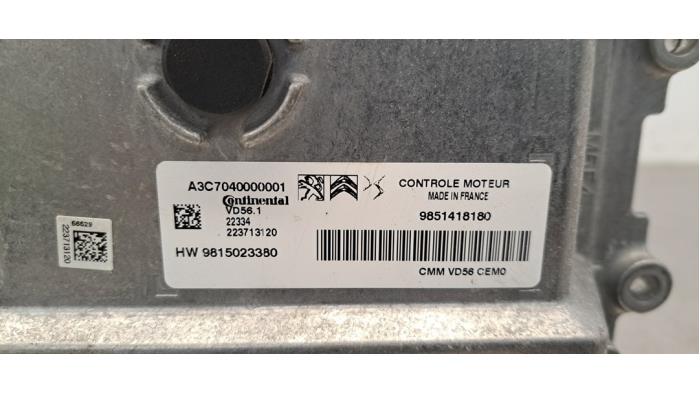 A3C7040000001
Continental
VD56.1
22334
223713120
HW 9815023380
CONTROLE MOTEUR
MADE IN FRANCE
9851418180
CMM VD56 CEM0
66629
223713120